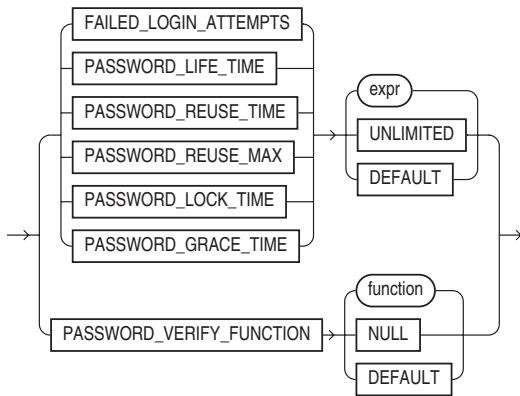 FAILED_LOGIN_ATTEMPTS
PASSWORD_LIFE_TIME
PASSWORD_REUSE_TIME
PASSWORD_REUSE_MAX
PASSWORD_LOCK_TIME
PASSWORD_GRACE_TIME
expr
UNLIMITED
DEFAULT
PASSWORD_VERIFY_FUNCTION
function
NULL
DEFAULT